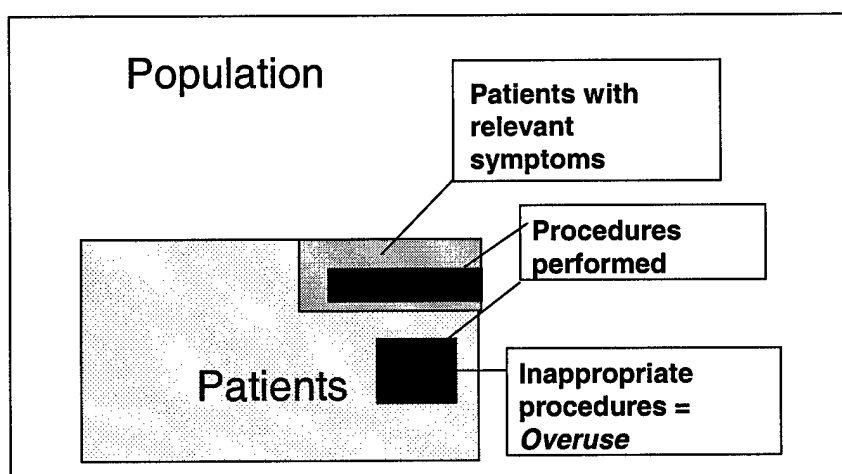 Population
Patients with
relevant
symptoms
Procedures
performed
Patients
Inappropriate
procedures =
Overuse